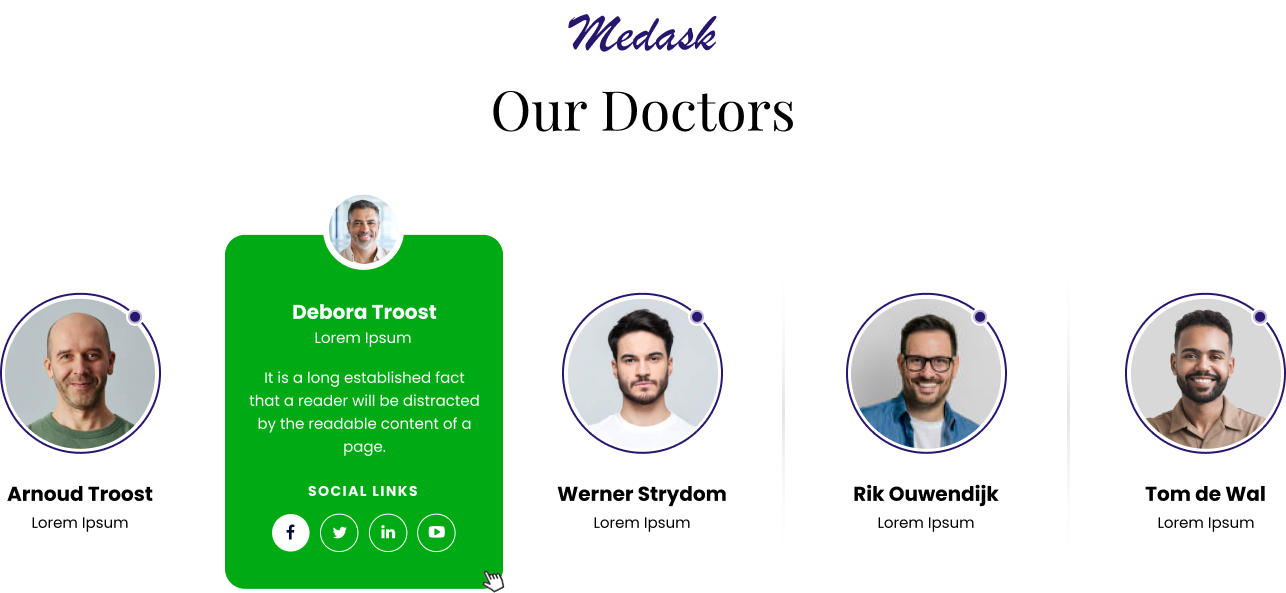 Medask
Our Doctors
Debora Troost
Lorem Ipsum
It is a long established fact
that a reader will be distracted
by the readable content of a
page.
SOCIAL LINKS
Arnoud Troost
Lorem Ipsum
Werner Strydom
Lorem Ipsum
Rik Ouwendijk
Lorem Ipsum
Tom de Wal
Lorem Ipsum